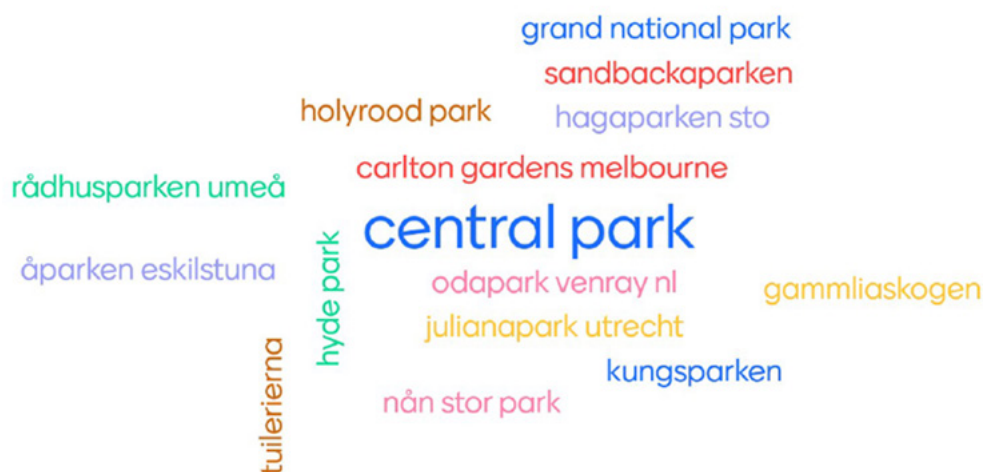 grand national park
sandbackaparken
holyrood park
hagaparken sto
carlton gardens melbourne
rådhusparken umeå
central park
hyde park
åparken eskilstuna
odapark venray nl
gammliaskogen
julianapark utrecht
kungsparken
tuilerierna
nån stor park